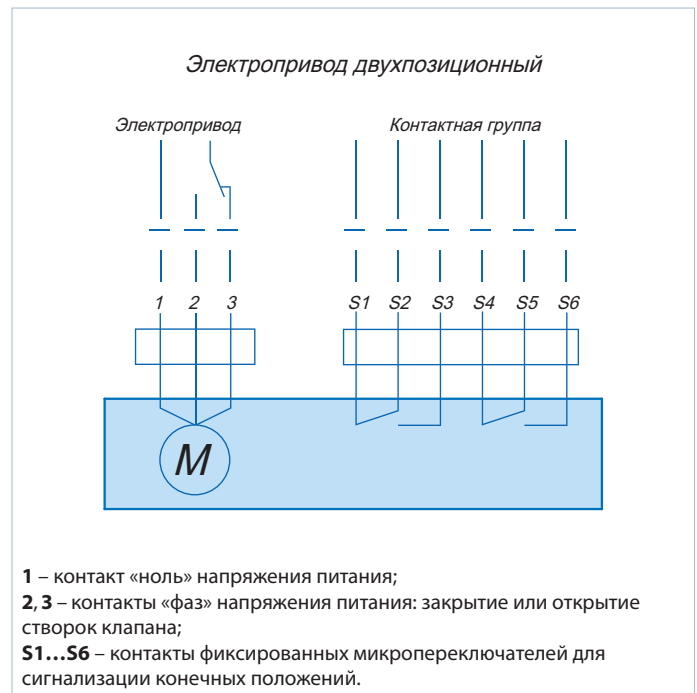 Электропривод двухпозиционный
Электропривод
Контактная группа
1 2 3 S1 S2 S3 S4 S5 S6
M
1 – контакт «ноль» напряжения питания;
2, 3 – контакты «фаз» напряжения питания: закрытие или открытие
створок клапана;
S1...S6 – контакты фиксированных микропереключателей для
сигнализации конечных положений.